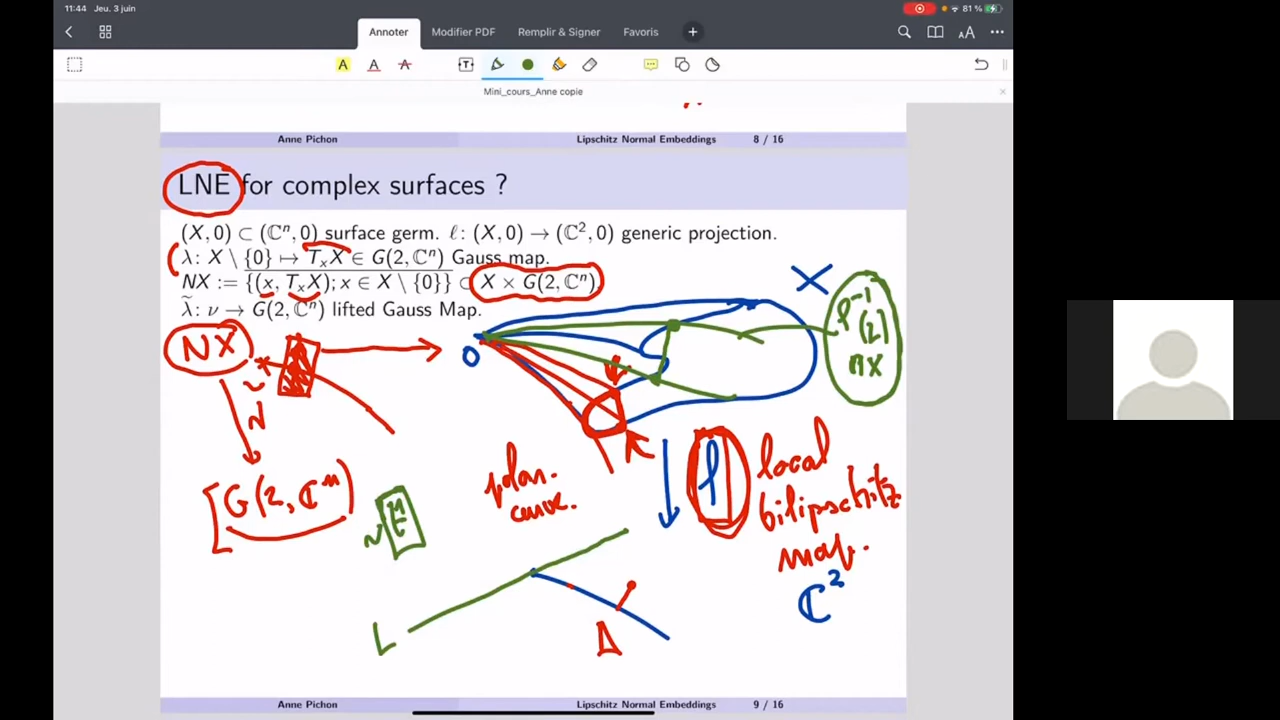 11:44 Jeu. 3 juin
81 %
Annoter Modifier PDF Remplir & Signer Favoris
Mini_cours_Anne copie
Anne Pichon Lipschitz Normal Embeddings 8 / 16
LNE for complex surfaces ?
(X, 0) ⊂ (ℂⁿ, 0) surface germ. ℓ: (X, 0) → (ℂ², 0) generic projection.
λ: X \ {0} ↦ TₓX ∈ G(2, ℂⁿ) Gauss map.
NX := {(x, TₓX); x ∈ X \ {0}} ⊂ X × G(2, ℂⁿ).
λ̃: ν → G(2, ℂⁿ) lifted Gauss Map.
X
NX
0
ℓ local
bilipschitz
map.
ℂ²
G(2, ℂⁿ)
plan.
curve.
L
Δ
Anne Pichon Lipschitz Normal Embeddings 9 / 16